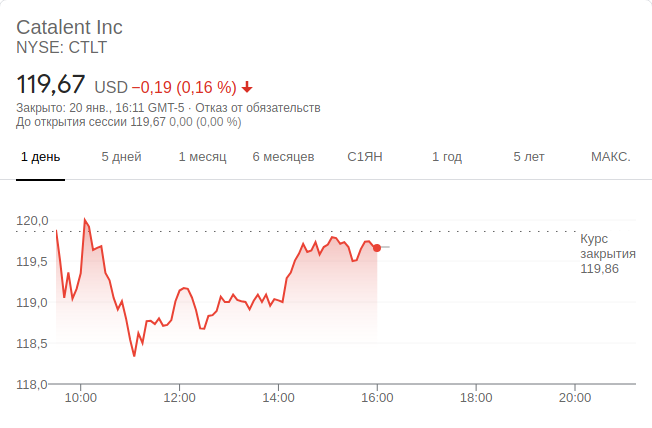 Catalent Inc
NYSE: CTLT
119,67 USD −0,19 (0,16 %)
Закрыто: 20 янв., 16:11 GMT-5 · Отказ от обязательств
До открытия сессии 119,67 0,00 (0,00 %)
1 день 5 дней 1 месяц 6 месяцев С1ЯН 1 год 5 лет МАКС.
120,0
Курс
закрытия
119,86
119,5
119,0
118,5
118,0
10:00 12:00 14:00 16:00 18:00 20:00